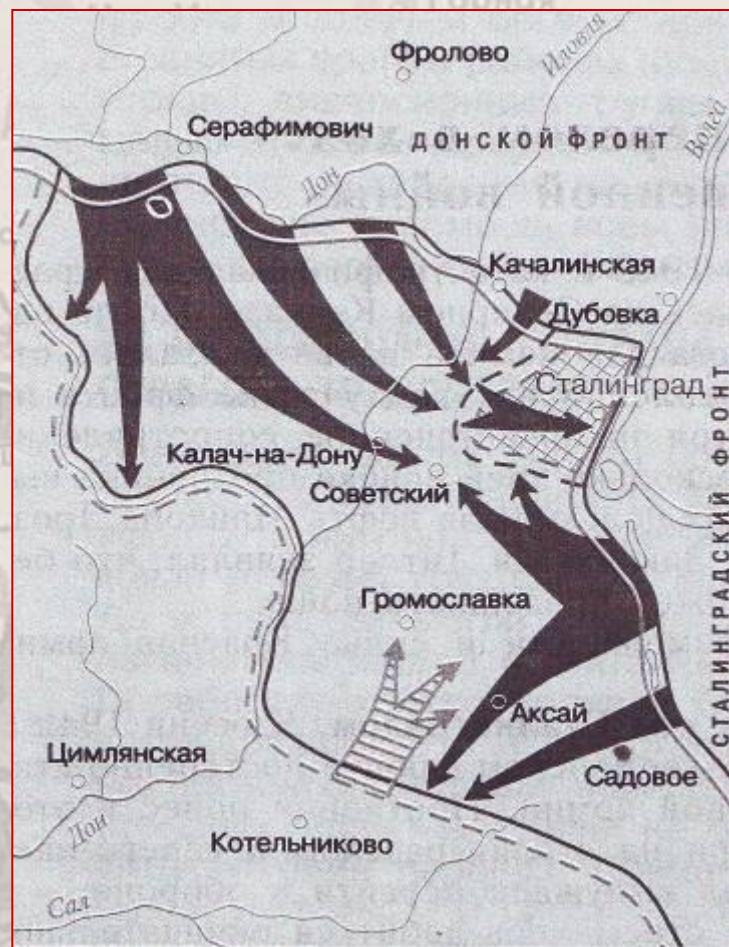 Фролово
Иловля
Серафимович
ДОНСКОЙ ФРОНТ
Волга
Дон
Качалинская
Дубовка
Сталинград
Калач-на-Дону
Советский
СТАЛИНГРАДСКИЙ ФРОНТ
Громославка
Аксай
Цимлянская
Садовое
Дон
Котельниково
Сал